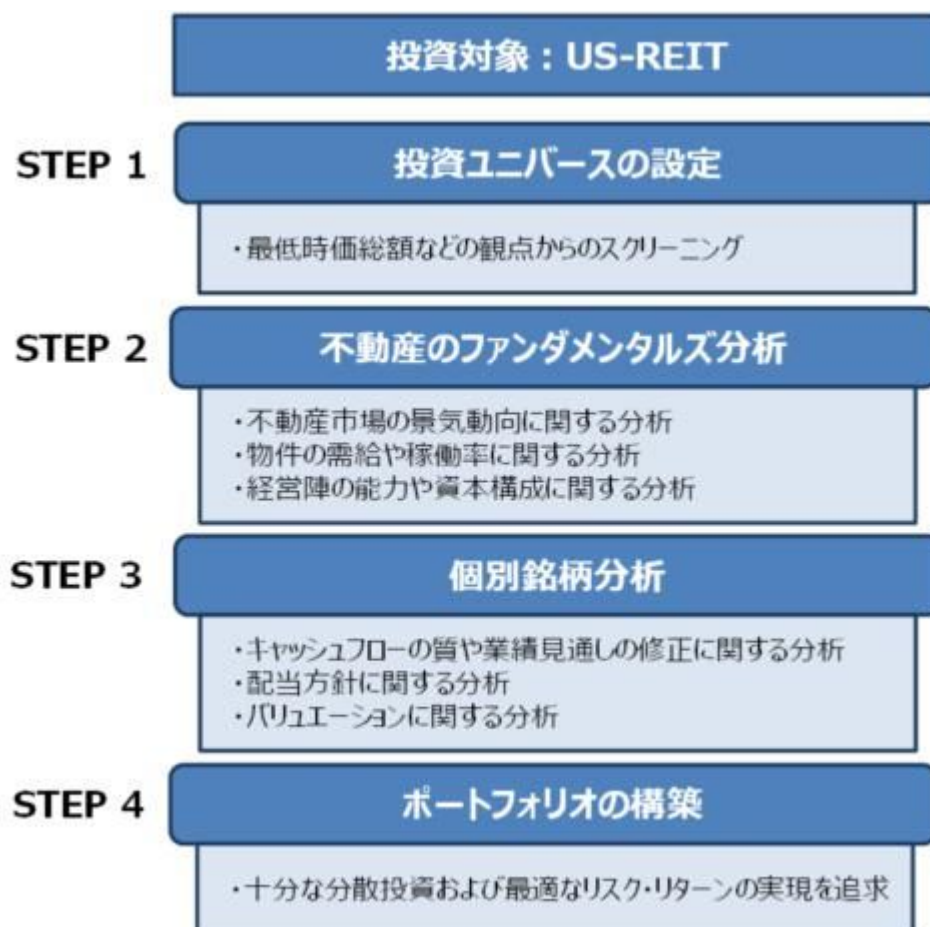 投資対象：US-REIT
STEP 1
投資ユニバースの設定
・最低時価総額などの観点からのスクリーニング
STEP 2
不動産のファンダメンタルズ分析
・不動産市場の景気動向に関する分析
・物件の需給や稼働率に関する分析
・経営陣の能力や資本構成に関する分析
STEP 3
個別銘柄分析
・キャッシュフローの質や業績見通しの修正に関する分析
・配当方針に関する分析
・バリュエーションに関する分析
STEP 4
ポートフォリオの構築
・十分な分散投資および最適なリスク・リターンの実現を追求